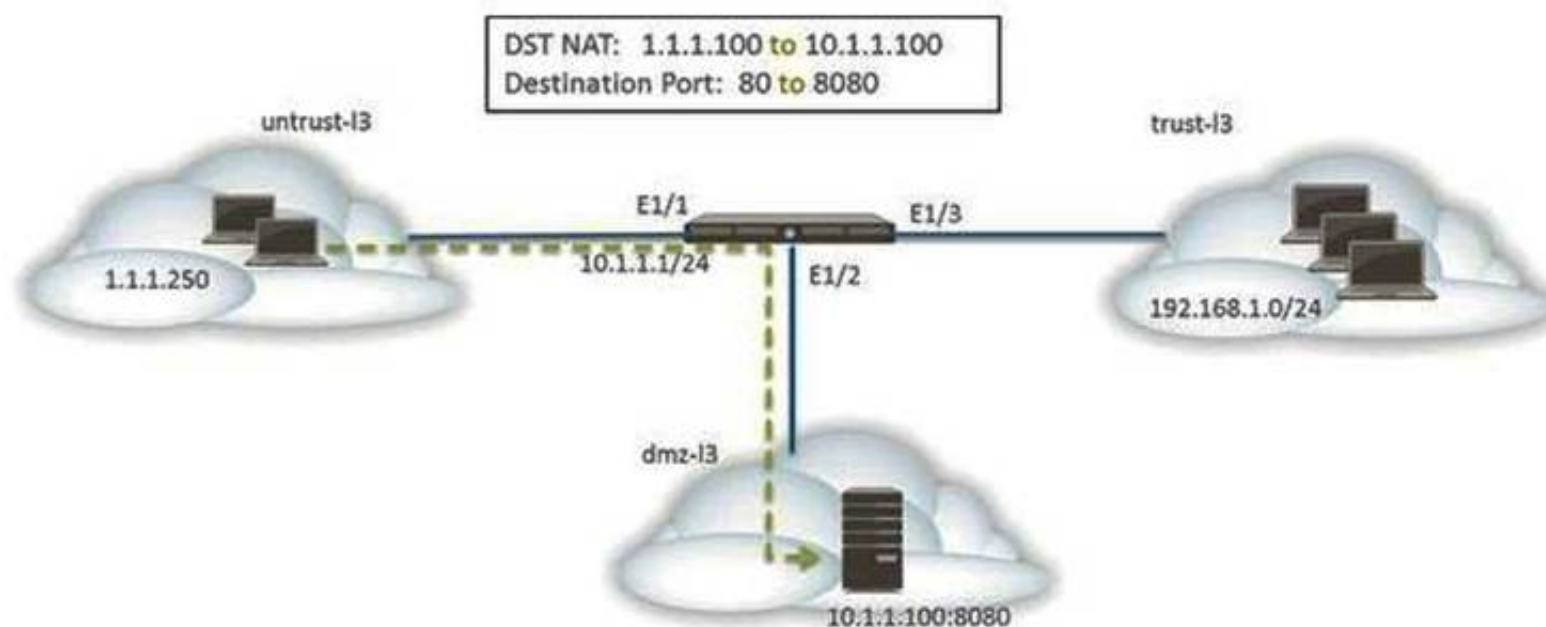 DST NAT: 1.1.1.100 to 10.1.1.100
Destination Port: 80 to 8080
untrust-l3
trust-l3
E1/1
E1/3
10.1.1.1/24
E1/2
1.1.1.250
192.168.1.0/24
dmz-l3
10.1.1.100:8080